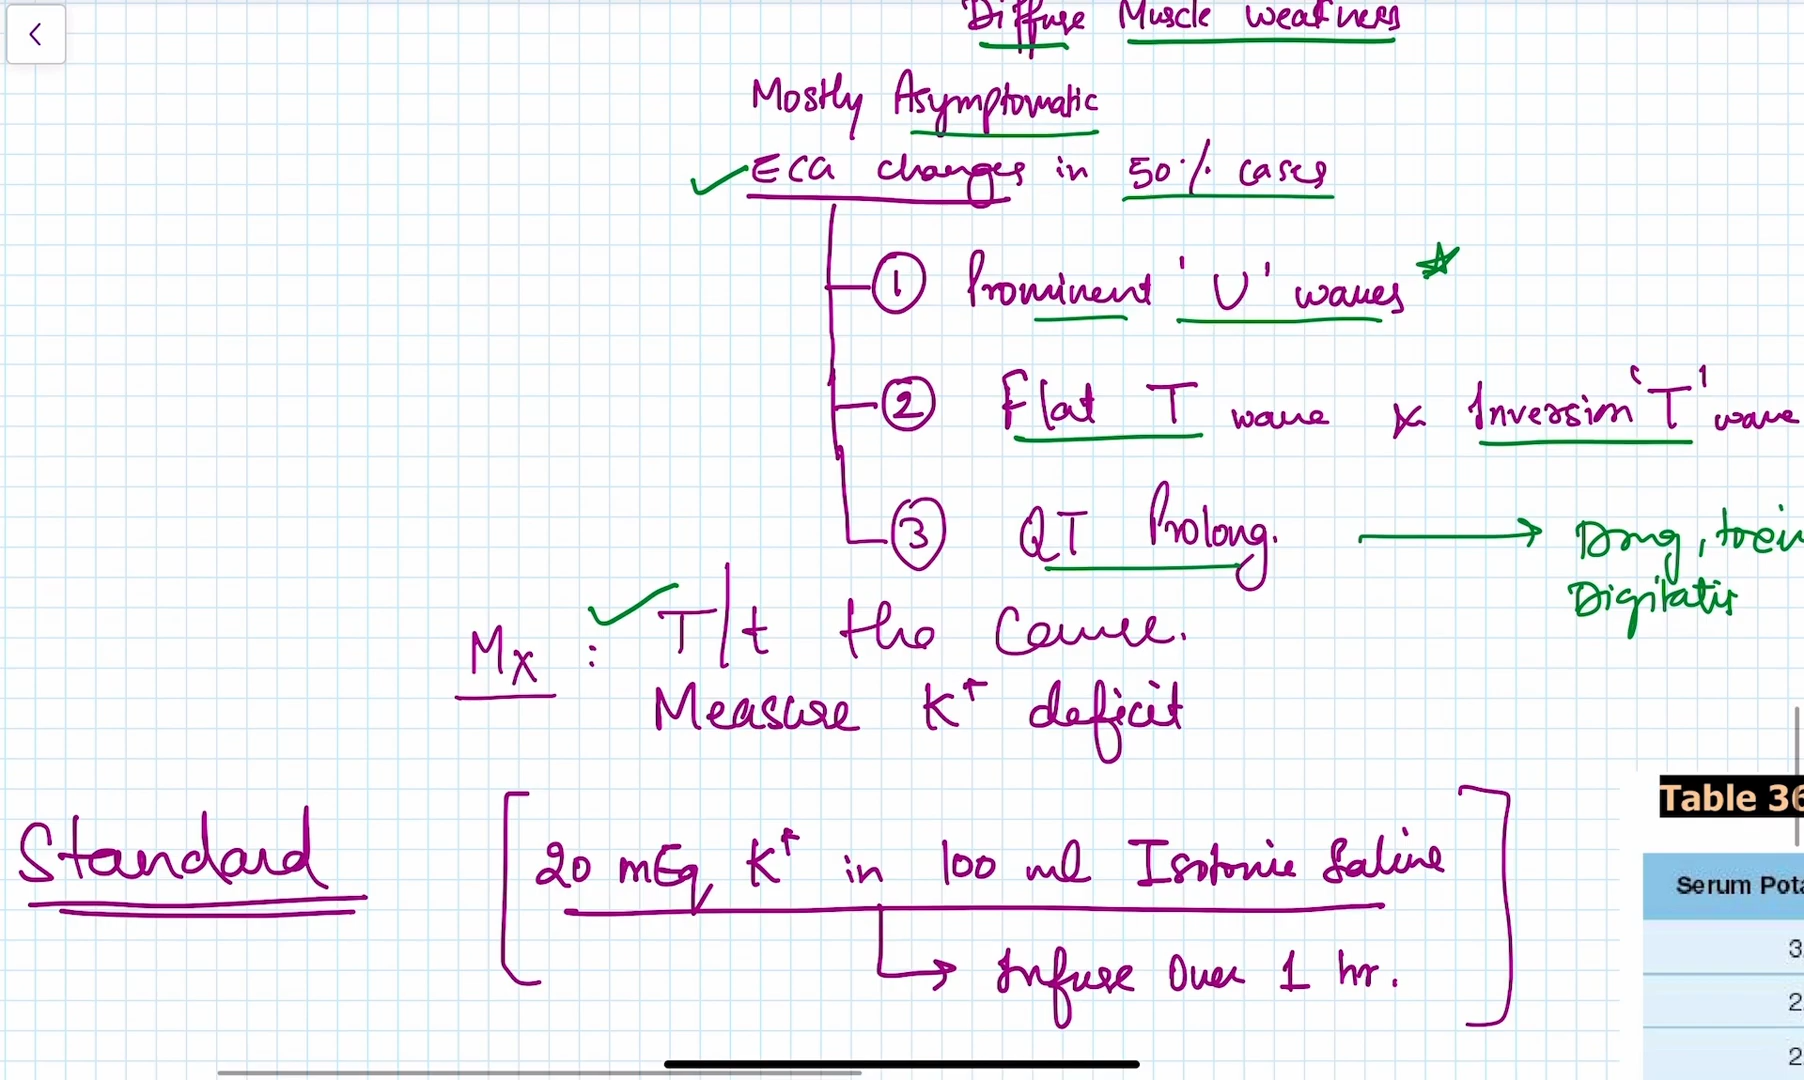 Diffuse Muscle weakness
Mostly Asymptomatic
ECG changes in 50% cases
① Prominent 'U' waves
② Flat T wave & Inversion 'T' wave
③ QT Prolong. → Drug, toxin
Digitalis
Mx : T/t the Cause.
Measure K+ deficit
Standard [20 mEq K+ in 100 ml Isotonic Saline]
→ Infuse Over 1 hr.
Table 36
Serum Pota
3
2
2